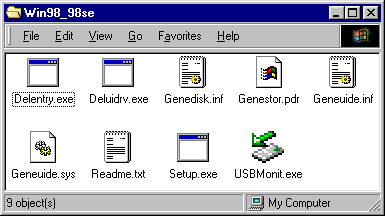 Win98_98se
File Edit View Go Favorites Help
Delentry.exe Deluidrv.exe Genedisk.inf Genestor.pdr Geneuide.inf
Geneuide.sys Readme.txt Setup.exe USBMonit.exe
9 object(s) My Computer